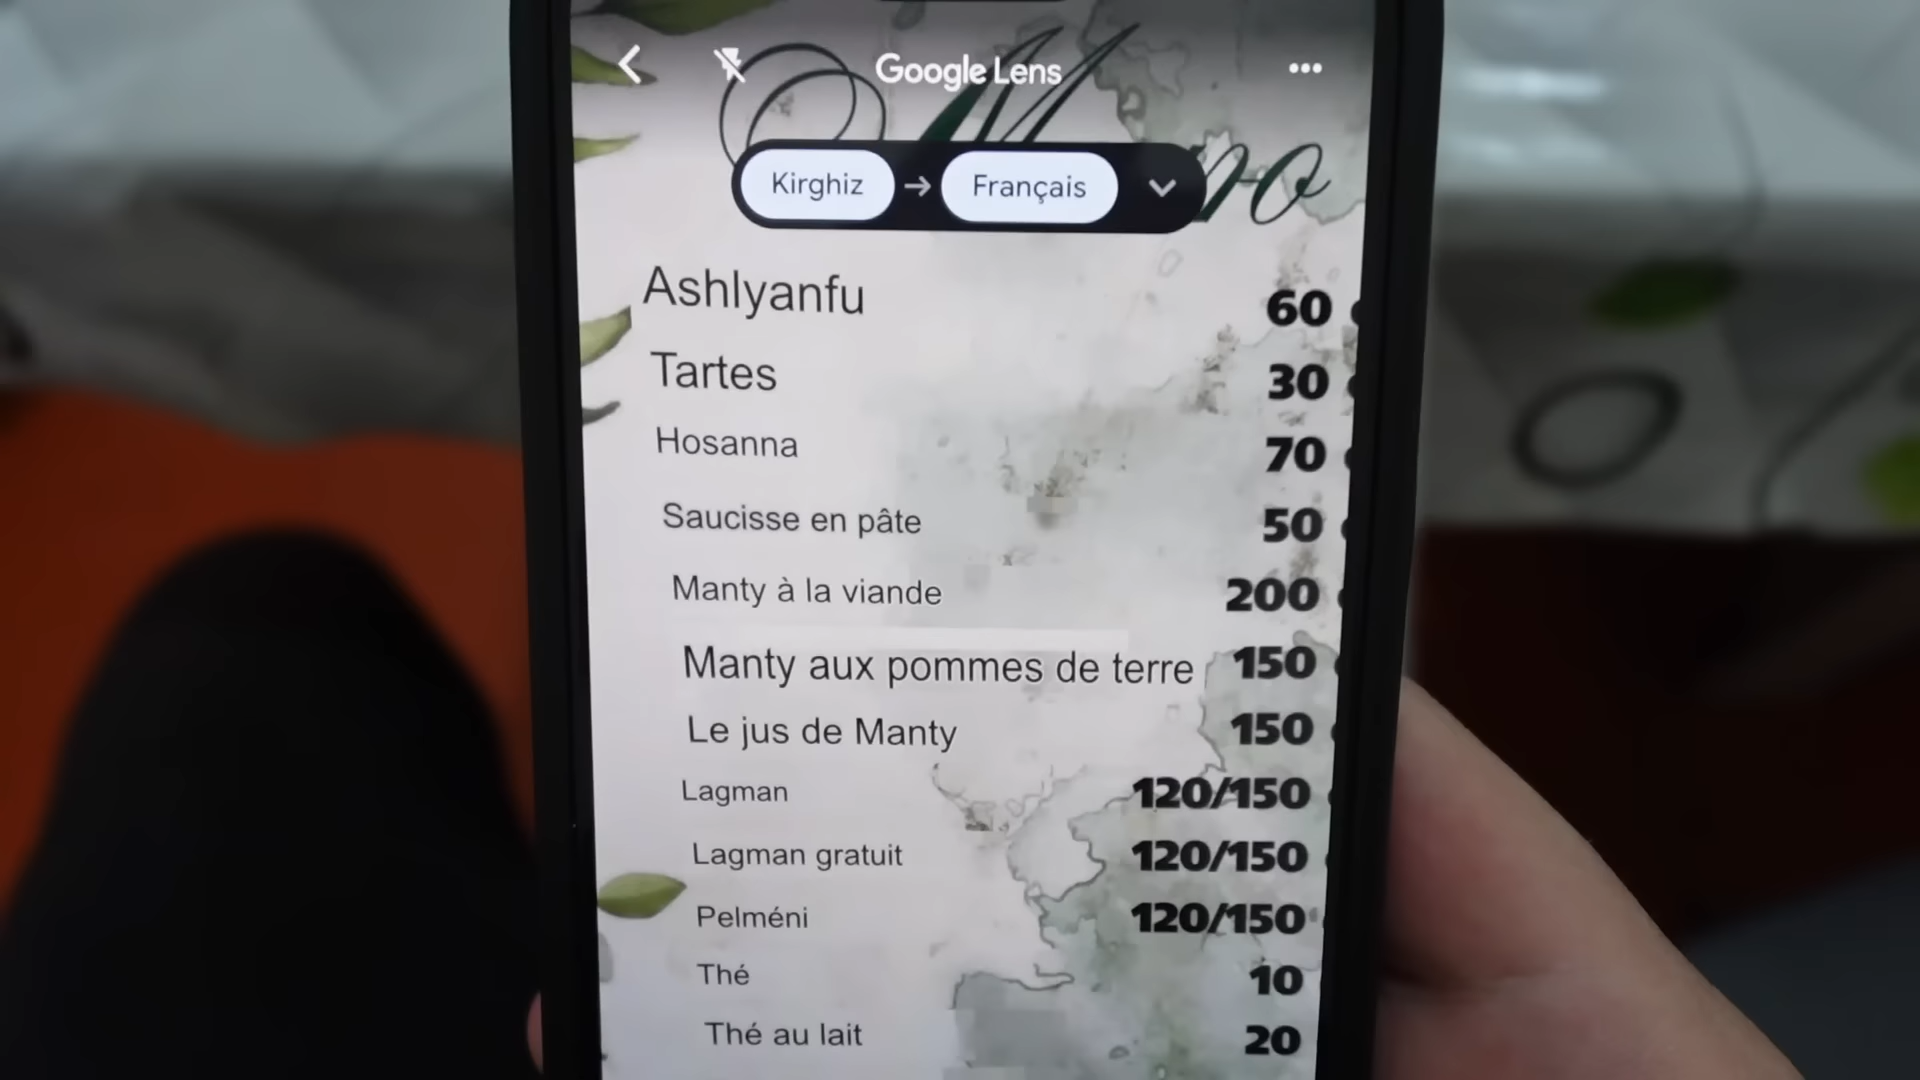 Google Lens
Kirghiz → Français
Ashlyanfu 60
Tartes 30
Hosanna 70
Saucisse en pâte 50
Manty à la viande 200
Manty aux pommes de terre 150
Le jus de Manty 150
Lagman 120/150
Lagman gratuit 120/150
Pelméni 120/150
Thé 10
Thé au lait 20